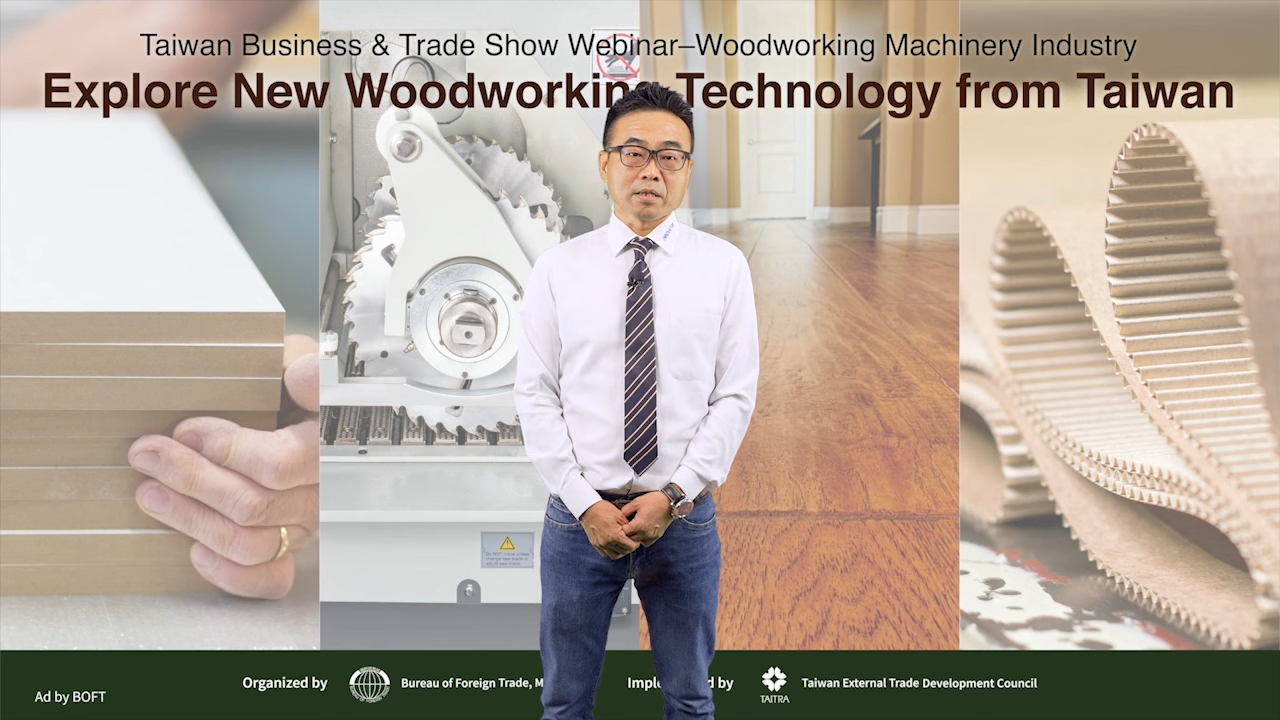 Taiwan Business & Trade Show Webinar–Woodworking Machinery Industry
Explore New Woodworking Technology from Taiwan
Ad by BOFT
Organized by
Bureau of Foreign Trade, M
Imple d by
TAITRA
Taiwan External Trade Development Council